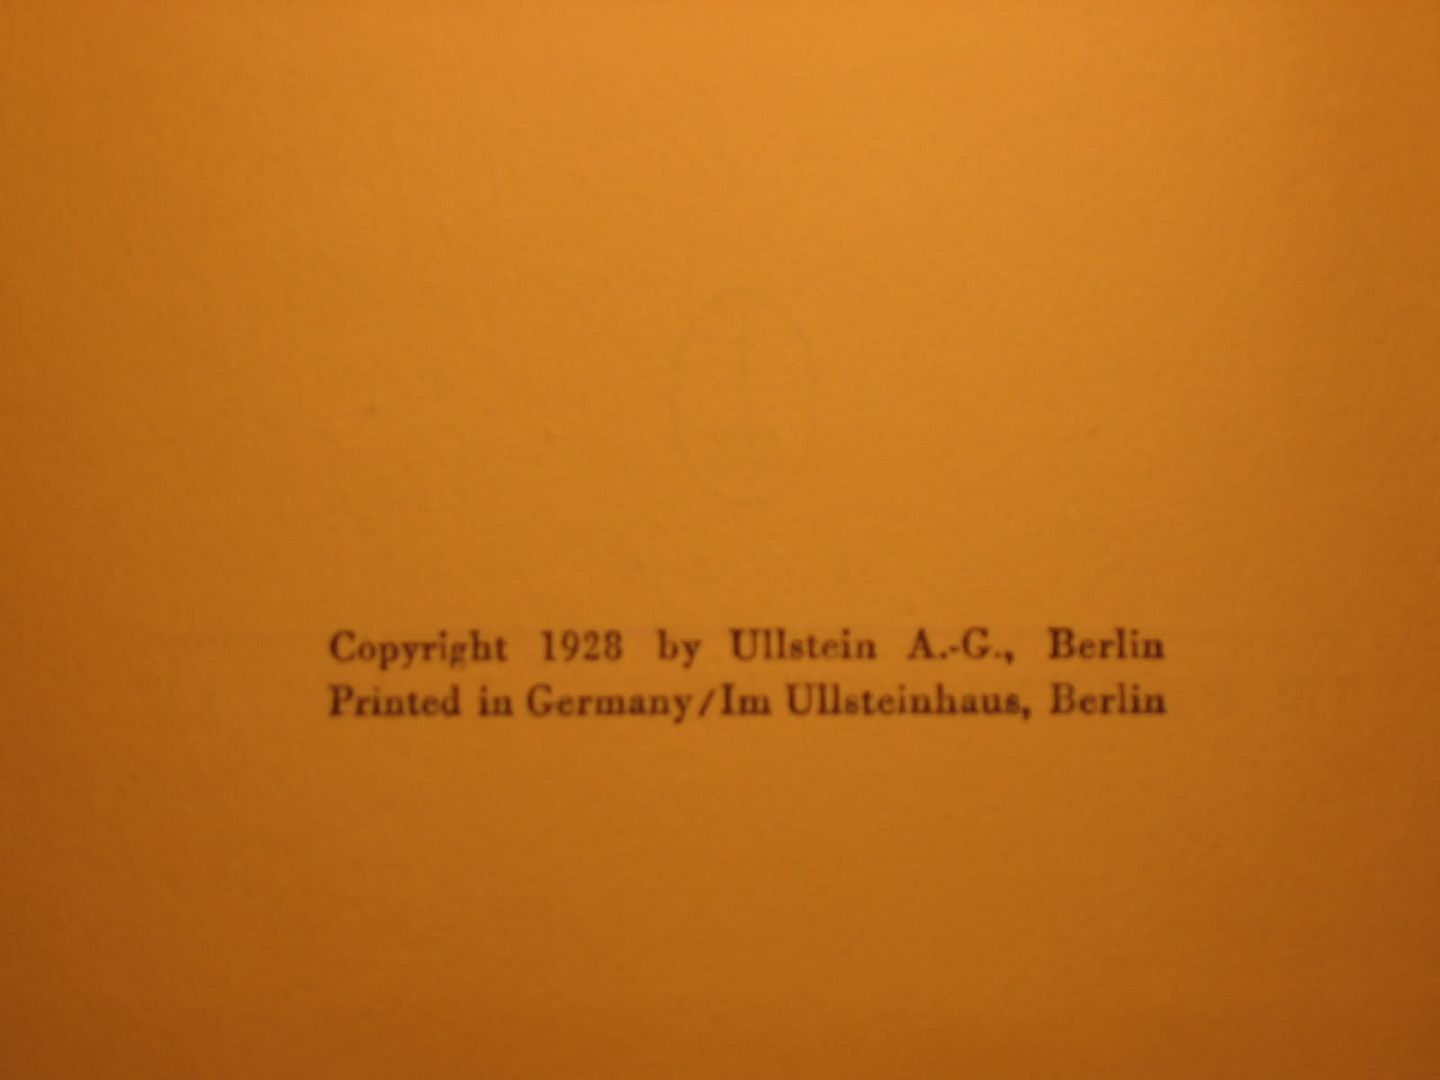 Copyright 1928 by Ullstein A.-G., Berlin
Printed in Germany/Im Ullsteinhaus, Berlin